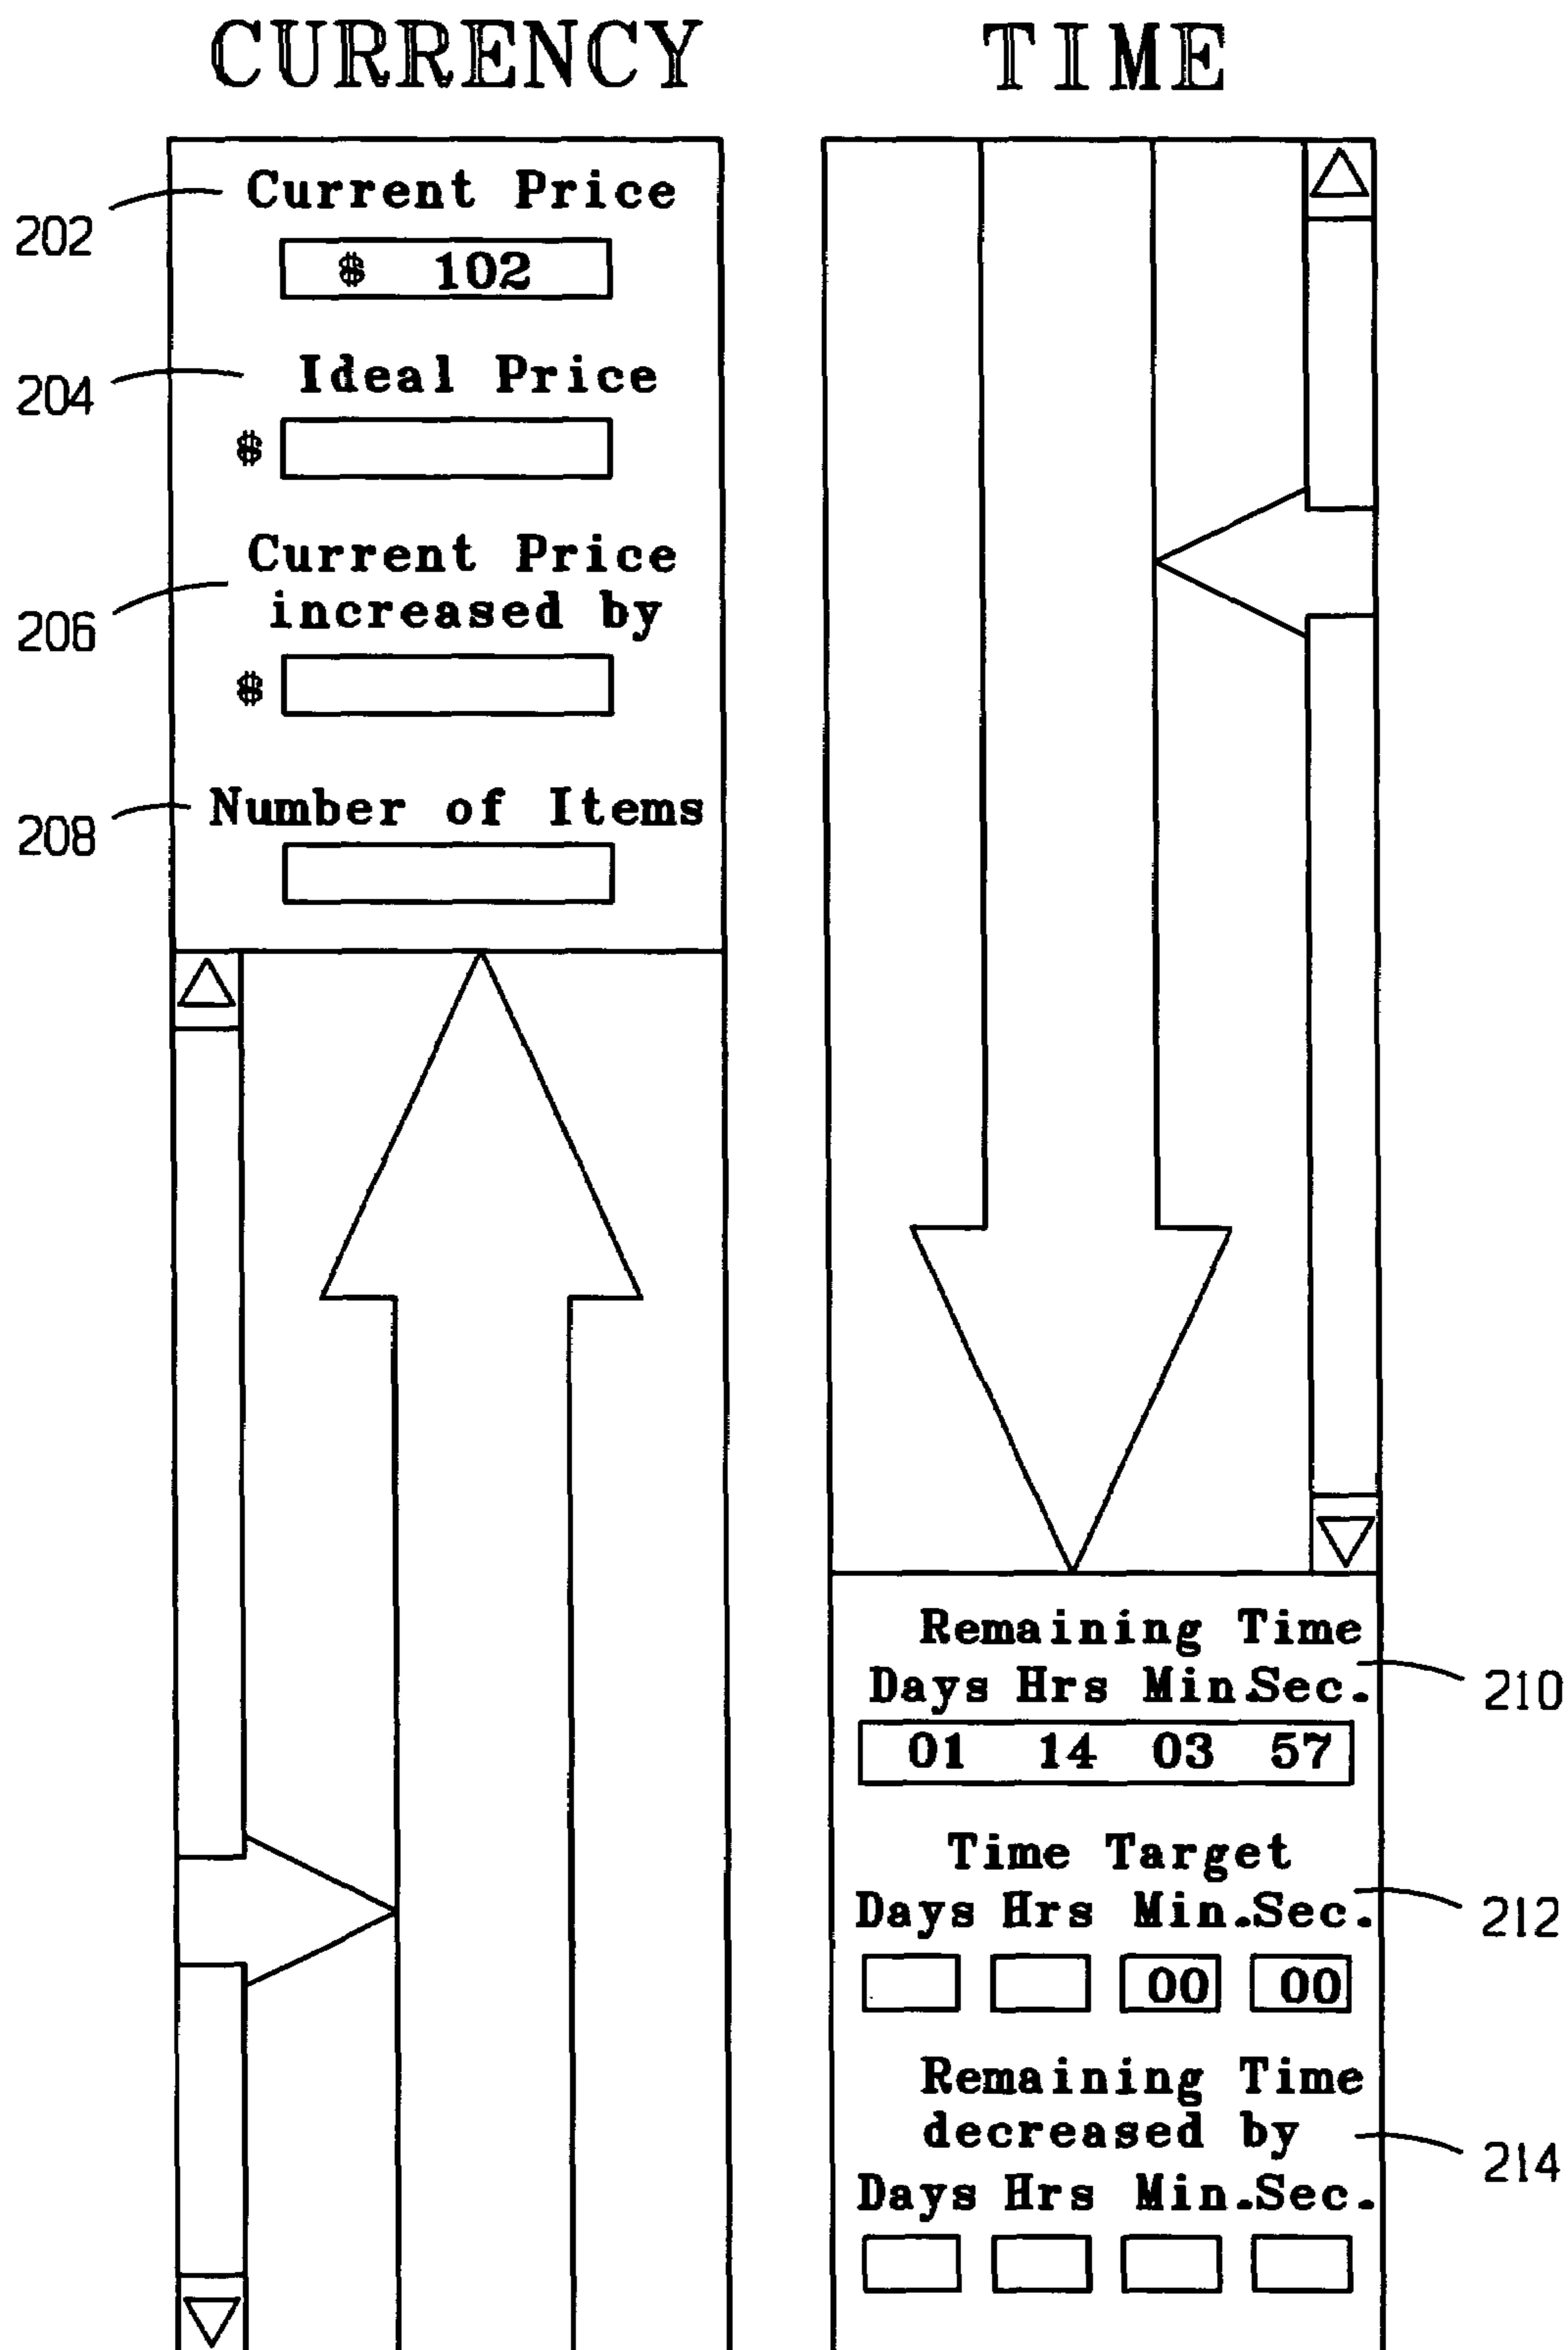 CURRENCY
TIME
202
Current Price
$ 102
204
Ideal Price
$
206
Current Price
increased by
$
208
Number of Items
Remaining Time
Days Hrs Min.Sec.
210
01 14 03 57
Time Target
Days Hrs Min.Sec.
212
00 00
Remaining Time
decreased by
214
Days Hrs Min.Sec.